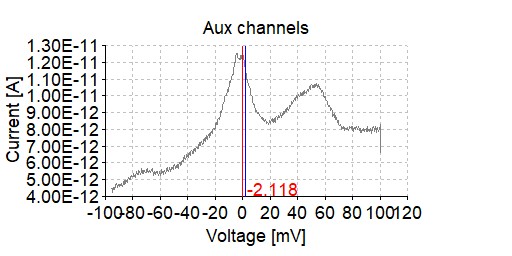 Aux channels
Current [A]
1.30E-11
1.20E-11
1.10E-11
1.00E-11
9.00E-12
8.00E-12
7.00E-12
6.00E-12
5.00E-12
4.00E-12
-2.118
-100 -80 -60 -40 -20 0 20 40 60 80 100 120
Voltage [mV]